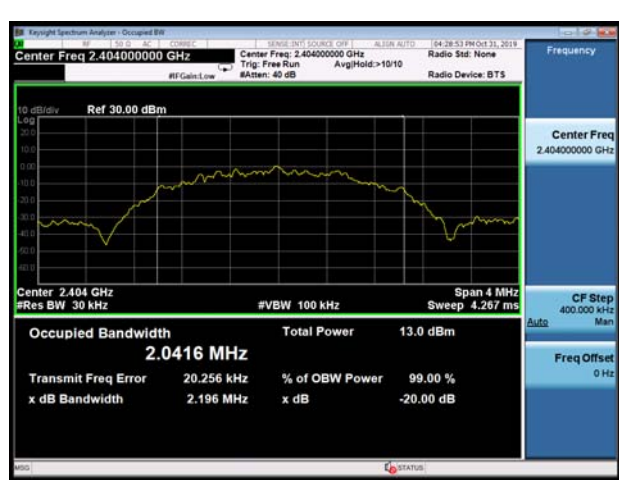 Keysight Spectrum Analyzer - Occupied BW
RF 50 Ω AC CORREC SENSE:INT SOURCE OFF ALIGN AUTO 04:28:53 PM Oct 31, 2019
Center Freq 2.404000000 GHz
Center Freq: 2.404000000 GHz
Radio Std: None
Trig: Free Run Avg|Hold:>10/10
#IFGain:Low #Atten: 40 dB Radio Device: BTS
Frequency
10 dB/div Ref 30.00 dBm
Log
20.0
10.0
0.00
-10.0
-20.0
-30.0
-40.0
-50.0
-60.0
Center 2.404 GHz Span 4 MHz
#Res BW 30 kHz #VBW 100 kHz Sweep 4.267 ms
Occupied Bandwidth Total Power 13.0 dBm
2.0416 MHz
Transmit Freq Error 20.256 kHz % of OBW Power 99.00 %
x dB Bandwidth 2.196 MHz x dB -20.00 dB
Center Freq
2.404000000 GHz
CF Step
400.000 kHz
Auto Man
Freq Offset
0 Hz
MSG STATUS